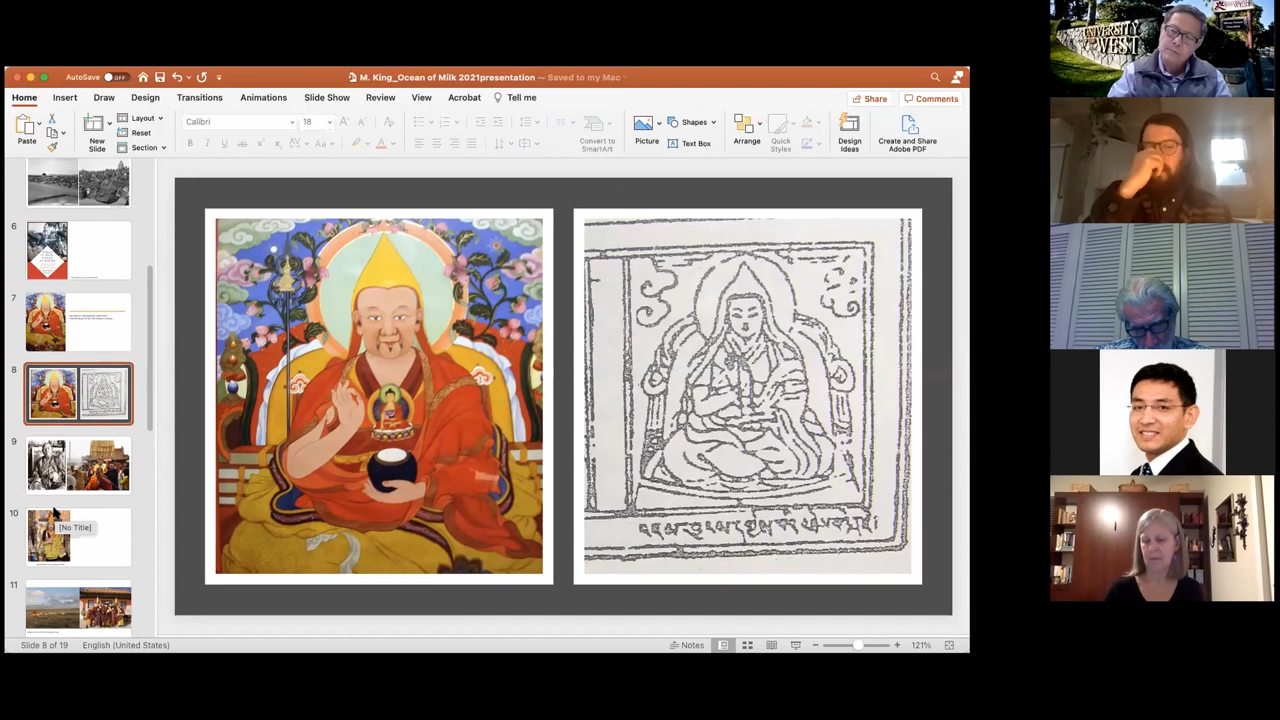 UNIVERSITY
WEST
AutoSave OFF
M. King_Ocean of Milk 2021presentation — Saved to my Mac
Home Insert Draw Design Transitions Animations Slide Show Review View Acrobat Tell me
Share Comments
Paste
New Slide
Layout
Reset
Section
Calibri 18
Convert to SmartArt
Picture
Shapes
Text Box
Arrange
Quick Styles
Design Ideas
Create and Share Adobe PDF
6
7
8
9
10
[No Title]
11
Slide 8 of 19 English (United States) Notes 121%